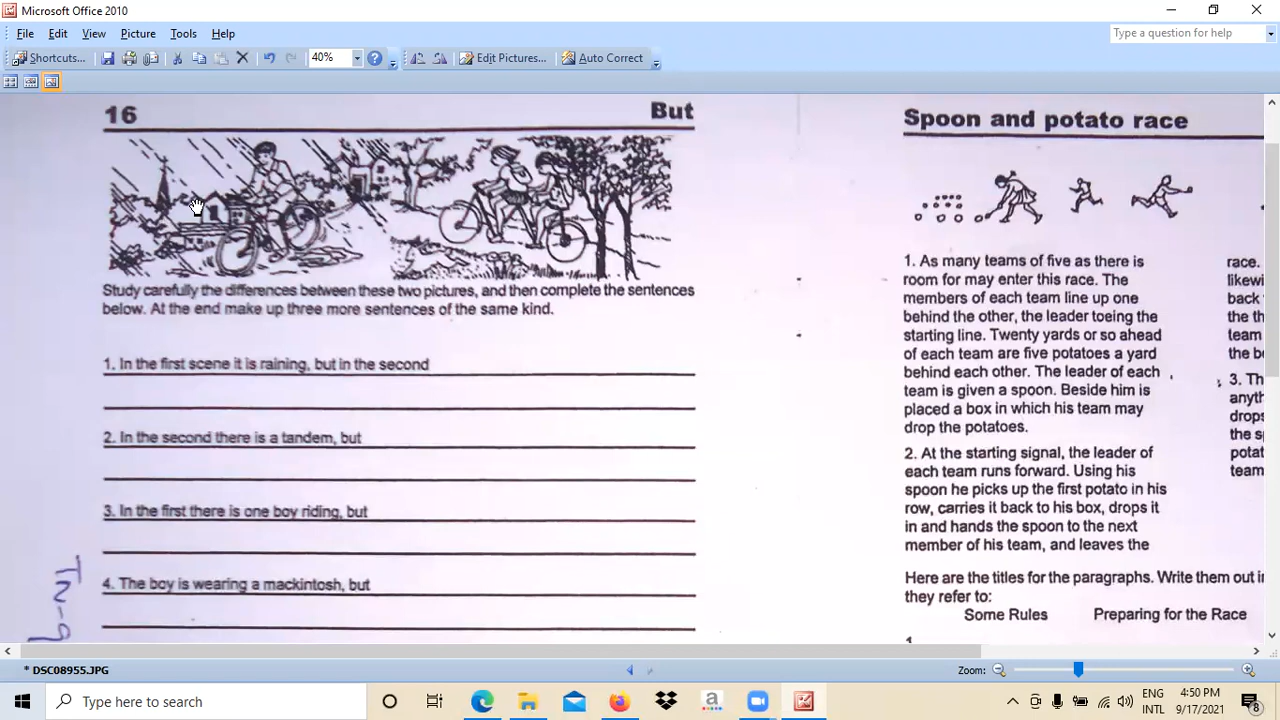 Microsoft Office 2010
File Edit View Picture Tools Help
Type a question for help
Shortcuts... 40% Edit Pictures... Auto Correct
16 But
Study carefully the differences between these two pictures, and then complete the sentences
below. At the end make up three more sentences of the same kind.
1. In the first scene it is raining, but in the second
2. In the second there is a tandem, but
3. In the first there is one boy riding, but
4. The boy is wearing a mackintosh, but
Spoon and potato race
1. As many teams of five as there is
room for may enter this race. The
members of each team line up one
behind the other, the leader toeing the
starting line. Twenty yards or so ahead
of each team are five potatoes a yard
behind each other. The leader of each
team is given a spoon. Beside him is
placed a box in which his team may
drop the potatoes.
2. At the starting signal, the leader of
each team runs forward. Using his
spoon he picks up the first potato in his
row, carries it back to his box, drops it
in and hands the spoon to the next
member of his team, and leaves the
race.
likewi
back
the th
team
the b
3. Th
anyth
drops
the s
potat
team
Here are the titles for the paragraphs. Write them out i
they refer to:
Some Rules Preparing for the Race
1
* DSC08955.JPG Zoom:
Type here to search
a
ENG
INTL
4:50 PM
9/17/2021
8